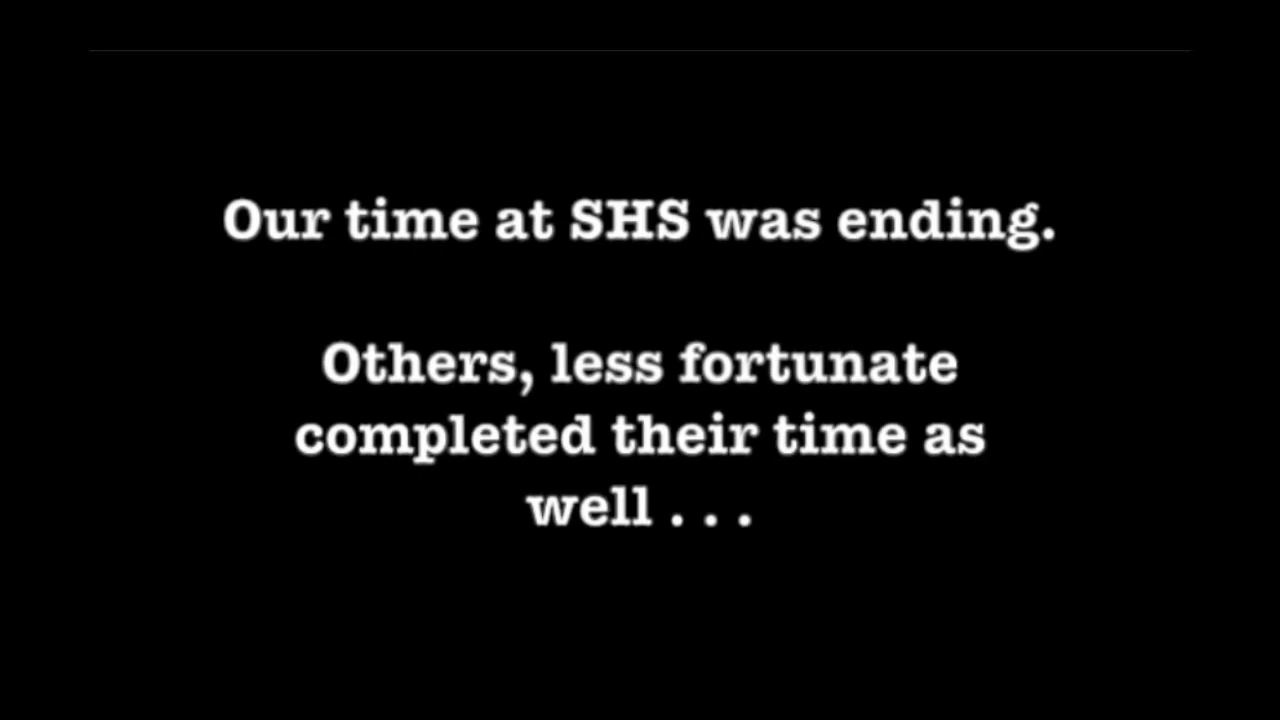 Our time at SHS was ending.
Others, less fortunate
completed their time as
well . . .